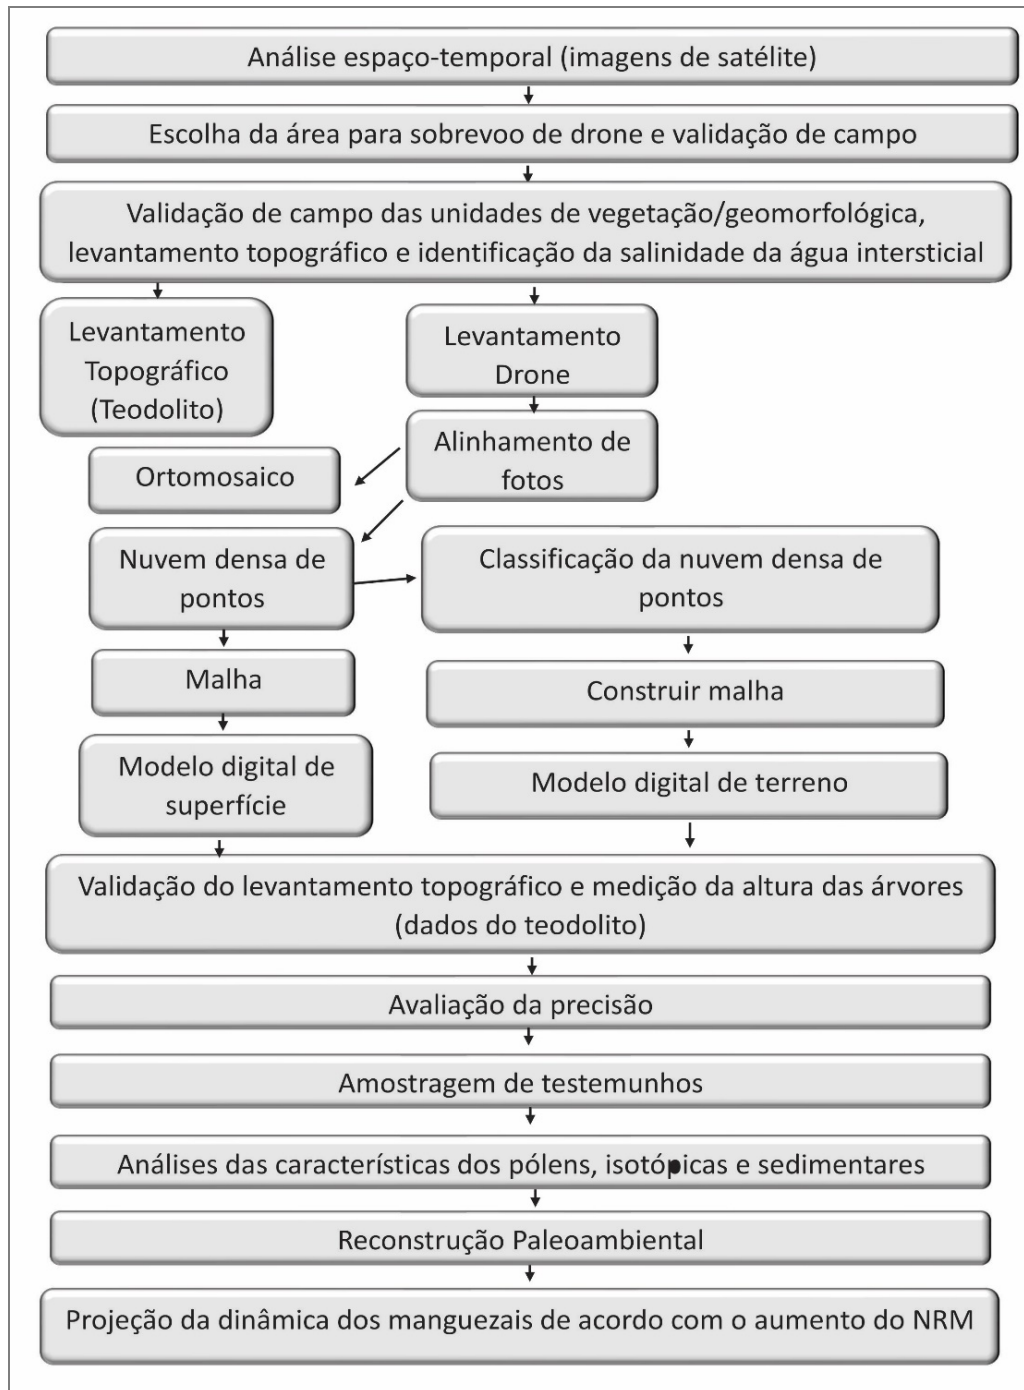 Análise espaço-temporal (imagens de satélite)
Escolha da área para sobrevoo de drone e validação de campo
Validação de campo das unidades de vegetação/geomorfológica,
levantamento topográfico e identificação da salinidade da água intersticial
Levantamento
Topográfico
(Teodolito)
Levantamento
Drone
Alinhamento de
fotos
Ortomosaico
Nuvem densa de
pontos
Classificação da nuvem densa de
pontos
Malha
Construir malha
Modelo digital de
superfície
Modelo digital de terreno
Validação do levantamento topográfico e medição da altura das árvores
(dados do teodolito)
Avaliação da precisão
Amostragem de testemunhos
Análises das características dos pólens, isotópicas e sedimentares
Reconstrução Paleoambiental
Projeção da dinâmica dos manguezais de acordo com o aumento do NRM